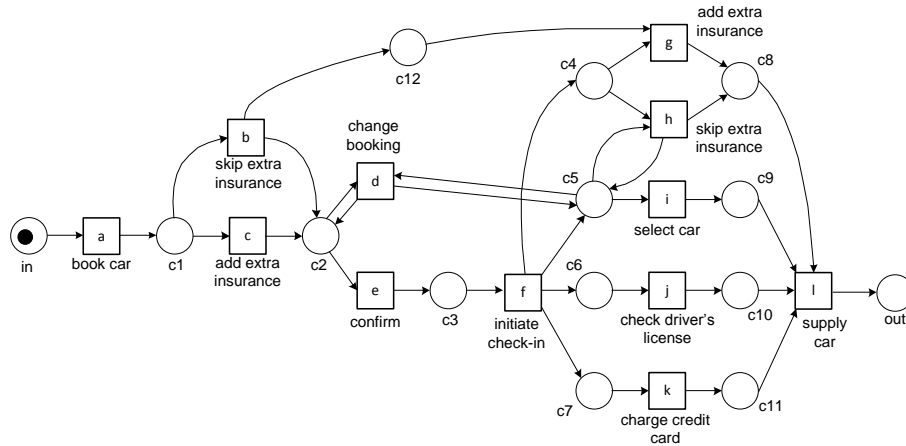 add extra
insurance
g
c12
c4
c8
h
skip extra
insurance
b
skip extra
insurance
change
booking
d
c5
c9
i
select car
in
a
book car
c1
c
add extra
insurance
c2
e
confirm
c3
f
initiate
check-in
c6
j
check driver's
license
c10
l
supply
car
out
c7
k
charge credit
card
c11